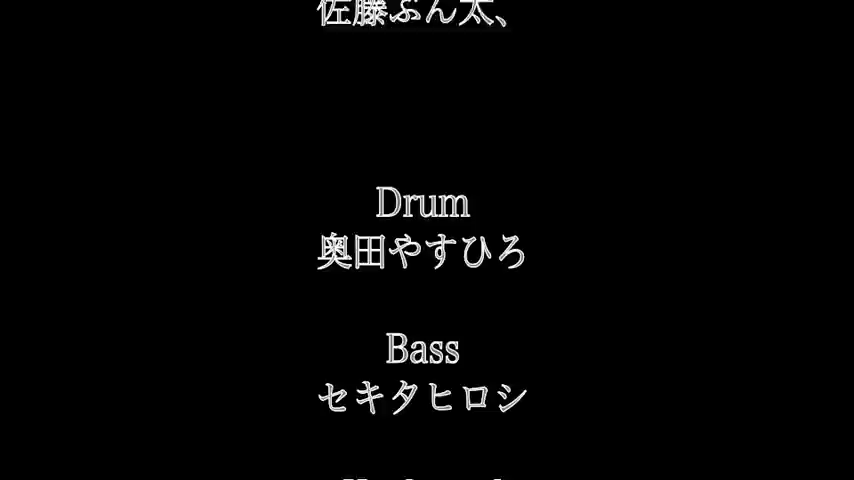 佐藤ぶん太、
Drum
奥田やすひろ
Bass
セキタヒロシ